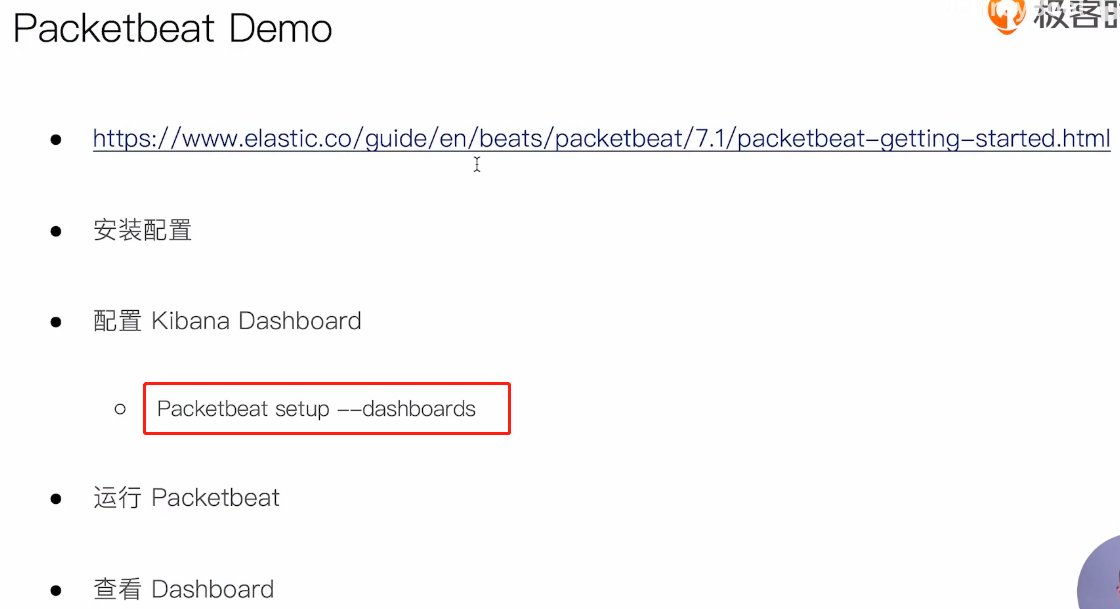 Packetbeat Demo
极客
https://www.elastic.co/guide/en/beats/packetbeat/7.1/packetbeat-getting-started.html
安装配置
配置 Kibana Dashboard
Packetbeat setup --dashboards
运行 Packetbeat
查看 Dashboard